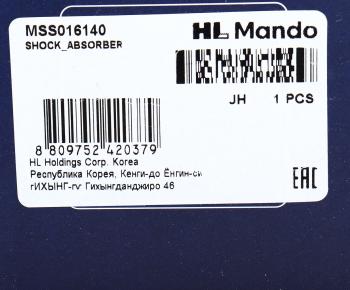 MSS016140
SHOCK_ABSORBER
HL Mando
JH 1 PCS
8 809752 420379
HL Holdings Corp. Korea
Республика Корея, Кенги-до Ёнгин-си
гИХЫНГ-гу Гихынгданджиро 46
EAC